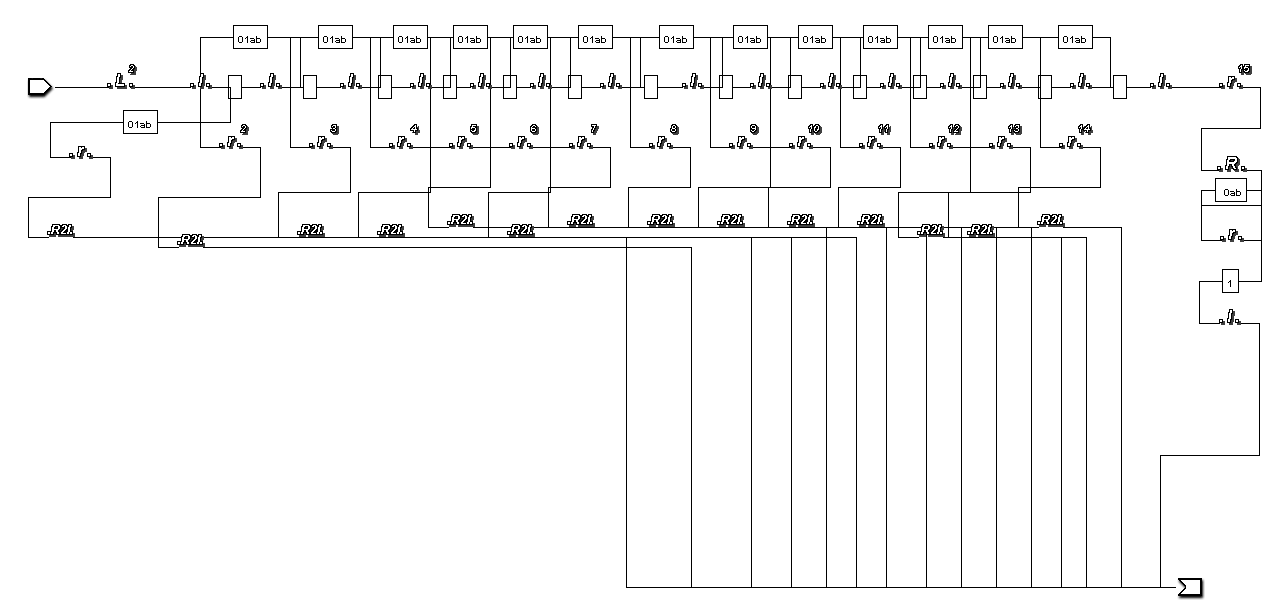 01ab 01ab 01ab 01ab 01ab 01ab 01ab 01ab 01ab 01ab 01ab 01ab 01ab
.L.2 .l. .l. .l. .l. .l. .l. .l. .l. .l. .l. .l. .l. .l. .l. .r.15
01ab
.r. .r.2 .r.3 .r.4 .r.5 .r.6 .r.7 .r.8 .r.9 .r.10 .r.11 .r.12 .r.13 .r.14
.R.
0ab
.R2L. .R2L. .R2L. .R2L. .R2L. .R2L. .R2L. .R2L. .R2L. .R2L. .R2L. .R2L. .R2L. .R2L.
.r.
1
.l.